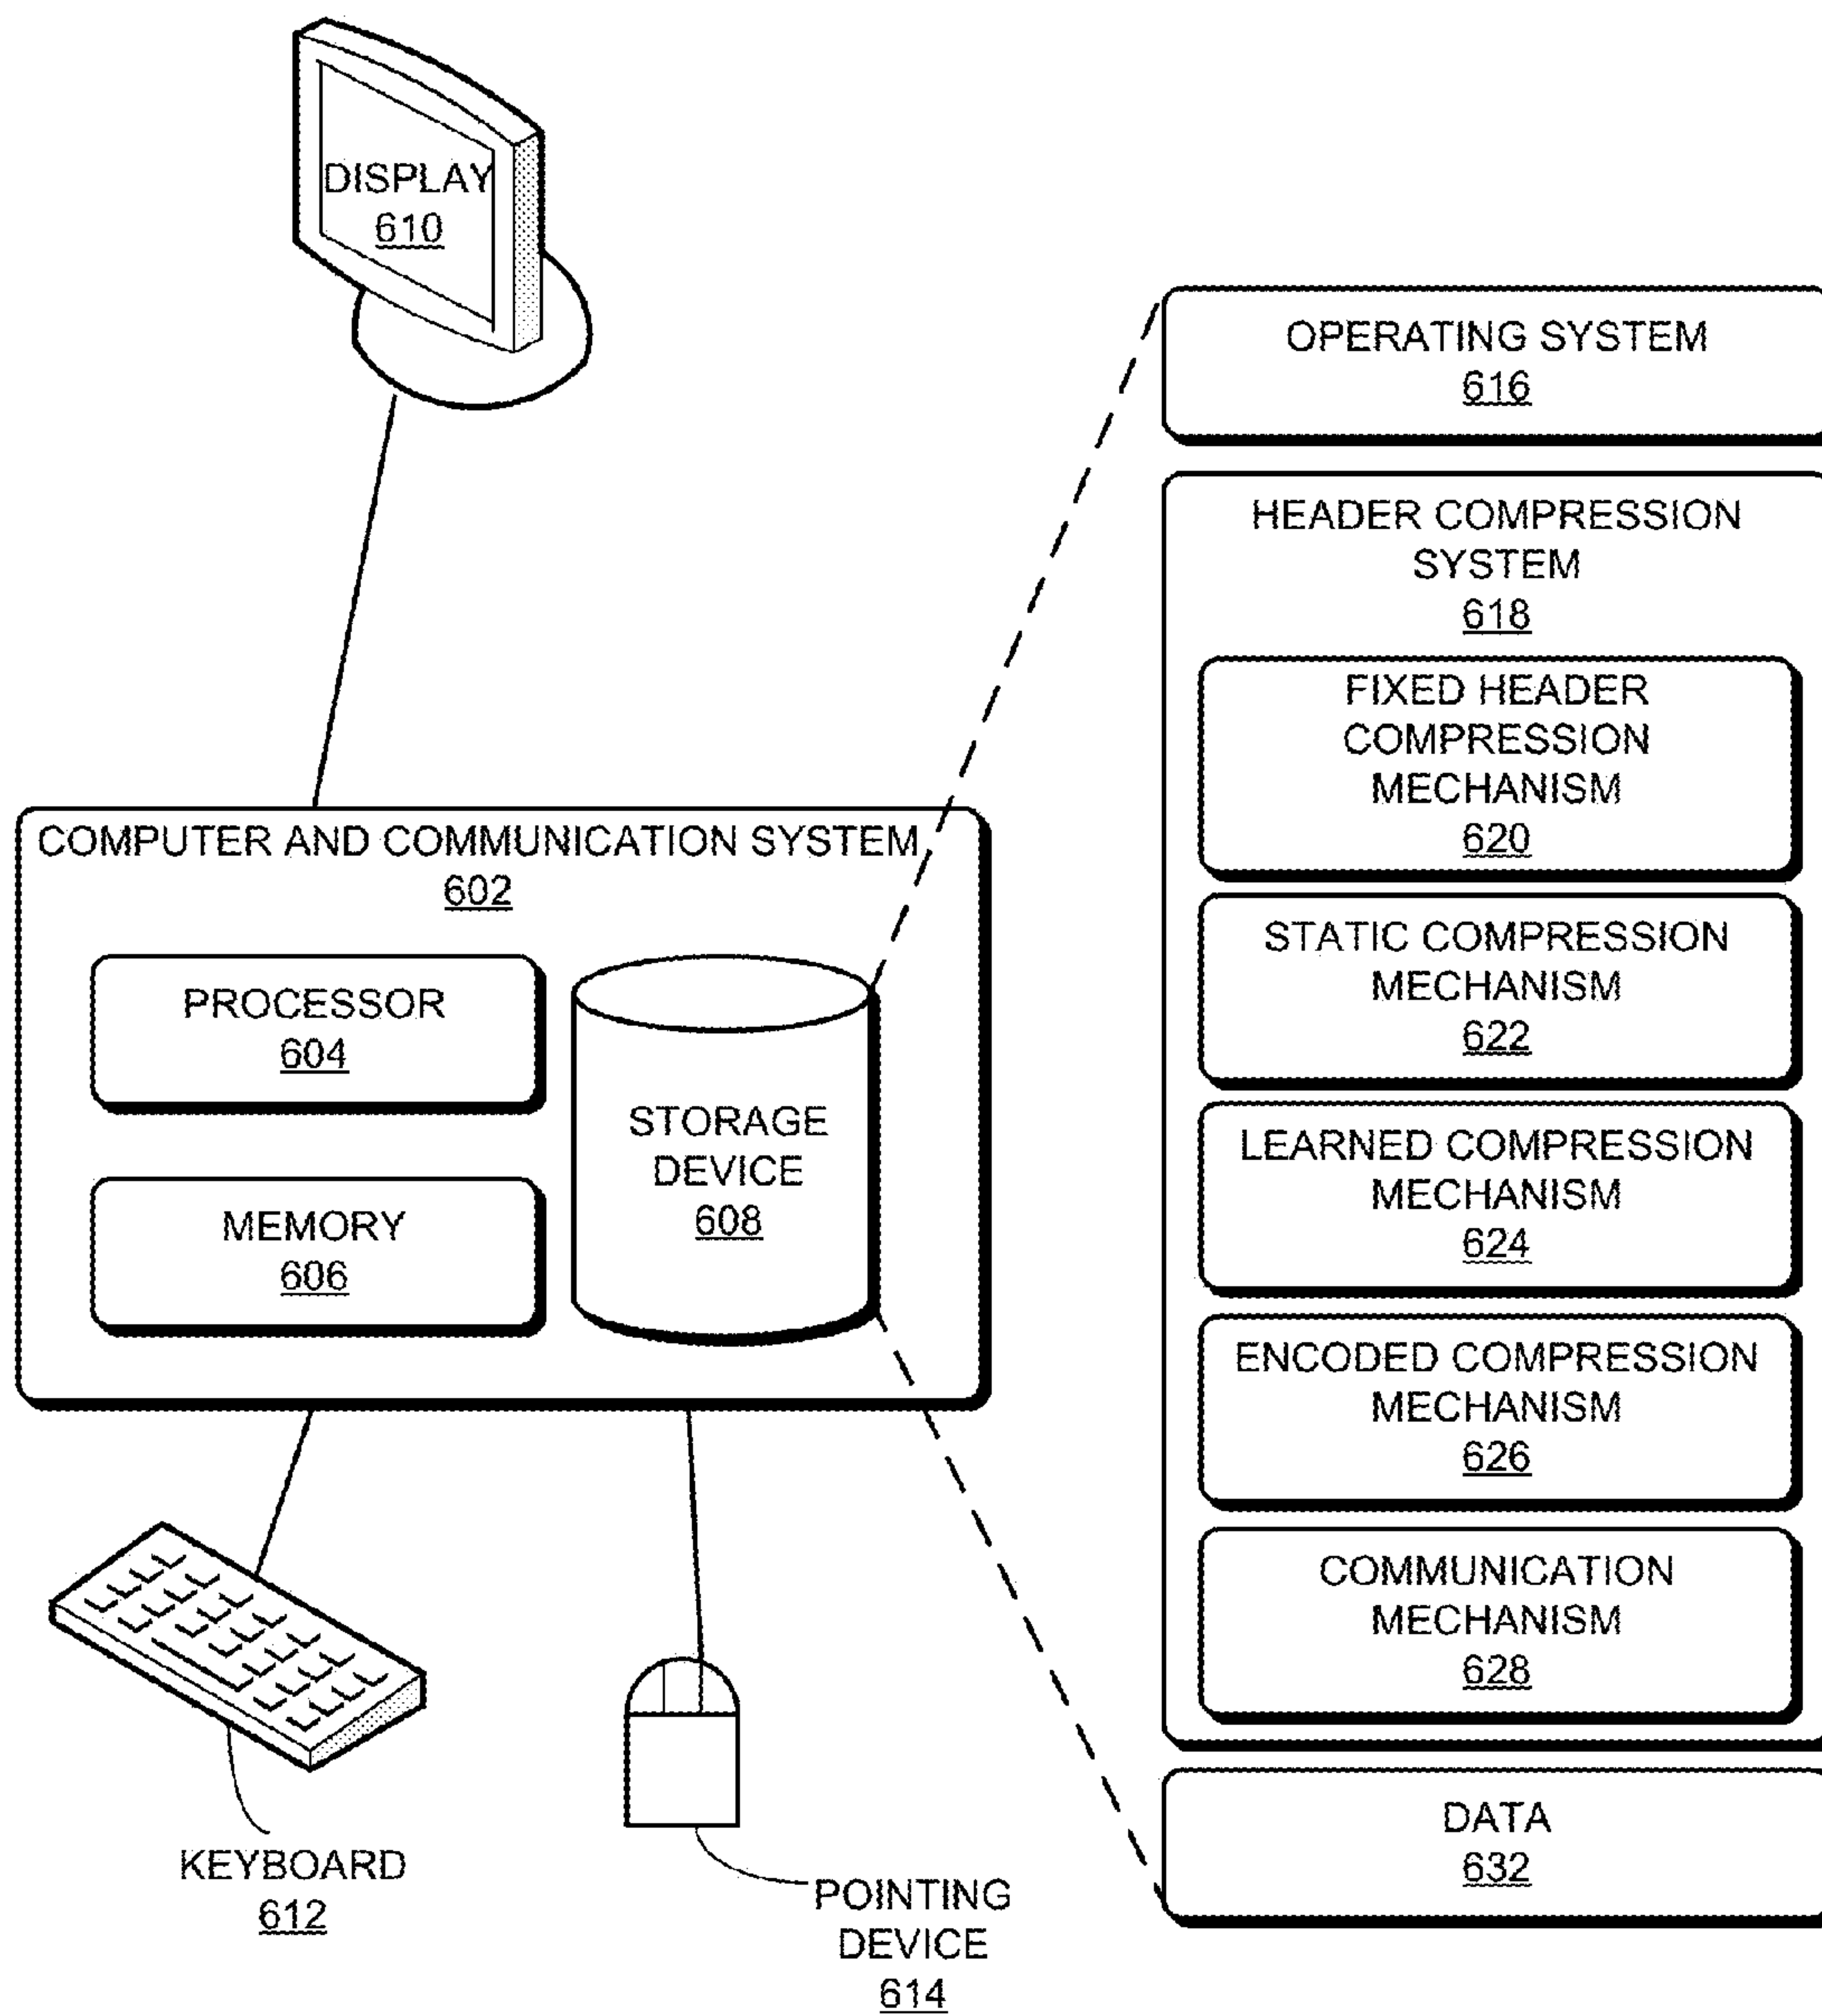 DISPLAY
610
COMPUTER AND COMMUNICATION SYSTEM
602
PROCESSOR
604
MEMORY
606
STORAGE
DEVICE
608
KEYBOARD
612
POINTING
DEVICE
614
OPERATING SYSTEM
616
HEADER COMPRESSION
SYSTEM
618
FIXED HEADER
COMPRESSION
MECHANISM
620
STATIC COMPRESSION
MECHANISM
622
LEARNED COMPRESSION
MECHANISM
624
ENCODED COMPRESSION
MECHANISM
626
COMMUNICATION
MECHANISM
628
DATA
632